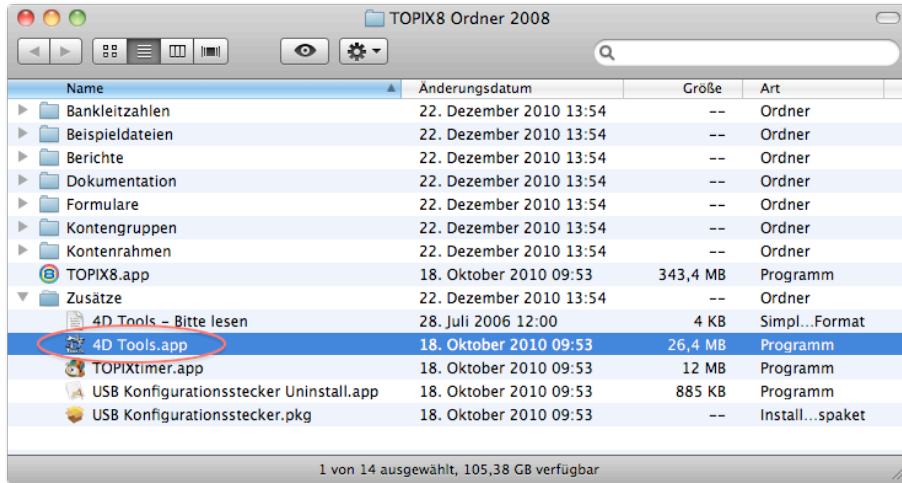 TOPIX8 Ordner 2008
Name Änderungsdatum Größe Art
Bankleitzahlen 22. Dezember 2010 13:54 -- Ordner
Beispieldateien 22. Dezember 2010 13:54 -- Ordner
Berichte 22. Dezember 2010 13:54 -- Ordner
Dokumentation 22. Dezember 2010 13:54 -- Ordner
Formulare 22. Dezember 2010 13:54 -- Ordner
Kontengruppen 22. Dezember 2010 13:54 -- Ordner
Kontenrahmen 22. Dezember 2010 13:54 -- Ordner
TOPIX8.app 18. Oktober 2010 09:53 343,4 MB Programm
Zusätze 22. Dezember 2010 13:54 -- Ordner
4D Tools – Bitte lesen 28. Juli 2006 12:00 4 KB Simpl...Format
4D Tools.app 18. Oktober 2010 09:53 26,4 MB Programm
TOPIXtimer.app 18. Oktober 2010 09:53 12 MB Programm
USB Konfigurationsstecker Uninstall.app 18. Oktober 2010 09:53 885 KB Programm
USB Konfigurationsstecker.pkg 18. Oktober 2010 09:53 -- Install...spaket
1 von 14 ausgewählt, 105,38 GB verfügbar